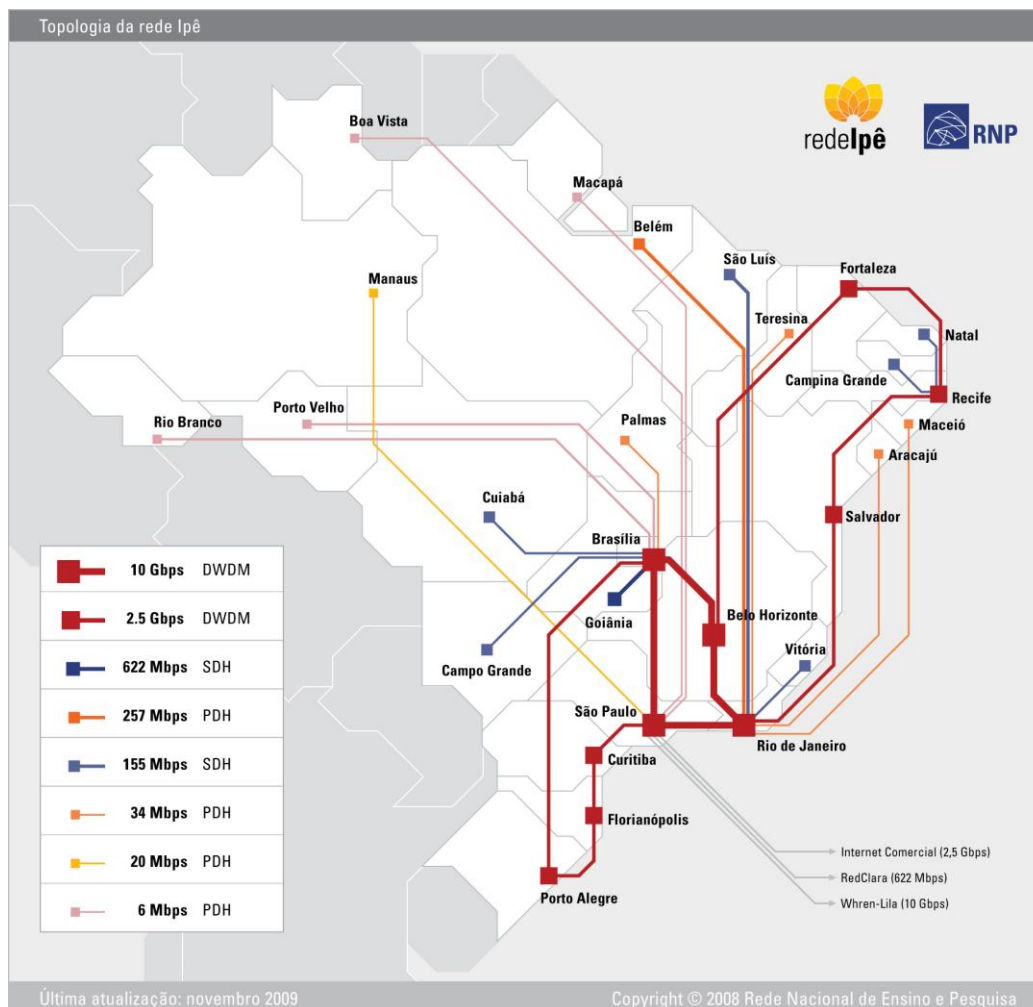 Topologia da rede Ipê
redeIpê
RNP
Boa Vista
Macapá
Belém
São Luís
Fortaleza
Manaus
Teresina
Natal
Campina Grande
Recife
Rio Branco
Porto Velho
Palmas
Maceió
Aracajú
Cuiabá
Salvador
Brasília
Goiânia
Belo Horizonte
Vitória
Campo Grande
São Paulo
Rio de Janeiro
Curitiba
Florianópolis
Porto Alegre
10 Gbps DWDM
2.5 Gbps DWDM
622 Mbps SDH
257 Mbps PDH
155 Mbps SDH
34 Mbps PDH
20 Mbps PDH
6 Mbps PDH
Internet Comercial (2,5 Gbps)
RedClara (622 Mbps)
Whren-Lila (10 Gbps)
Última atualização: novembro 2009
Copyright © 2008 Rede Nacional de Ensino e Pesquisa